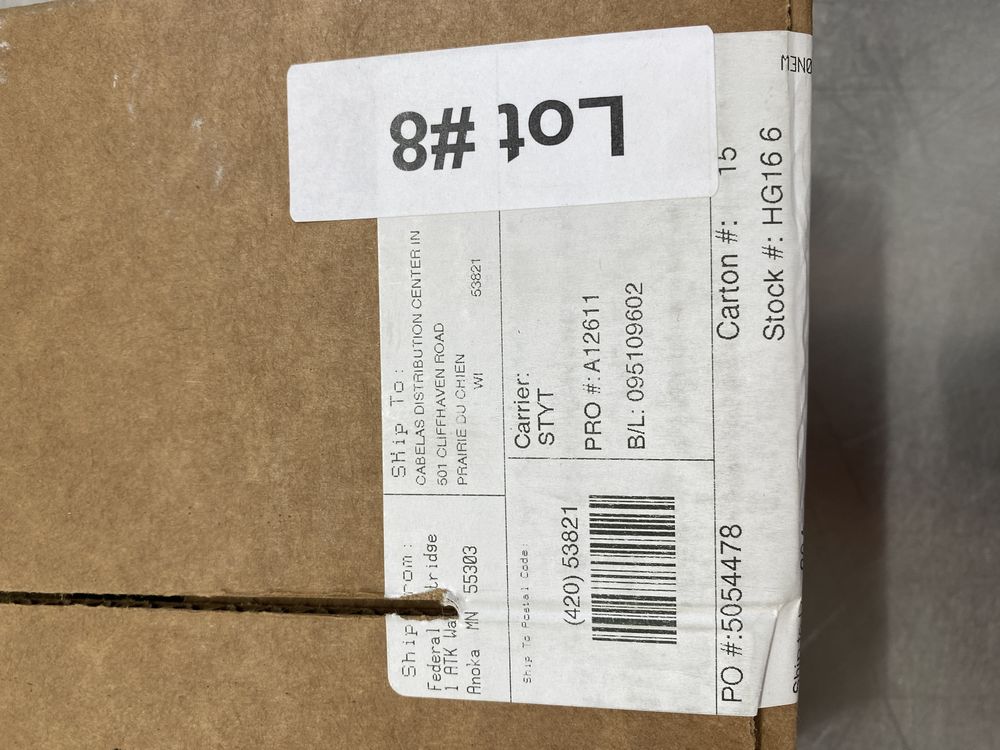 Lot #8
Ship To:
CABELAS DISTRIBUTION CENTER IN
501 CLIFFHAVEN ROAD
PRAIRIE DU CHIEN
WI 53821
Ship
Federal
1 ATK
Anoka MN 55303
Ship To Postal Code:
(420) 53821
Carrier:
STYT
PRO #: A12611
B/L: 095109602
PO #:5054478
Carton #: 15
Stock #: HG16 6